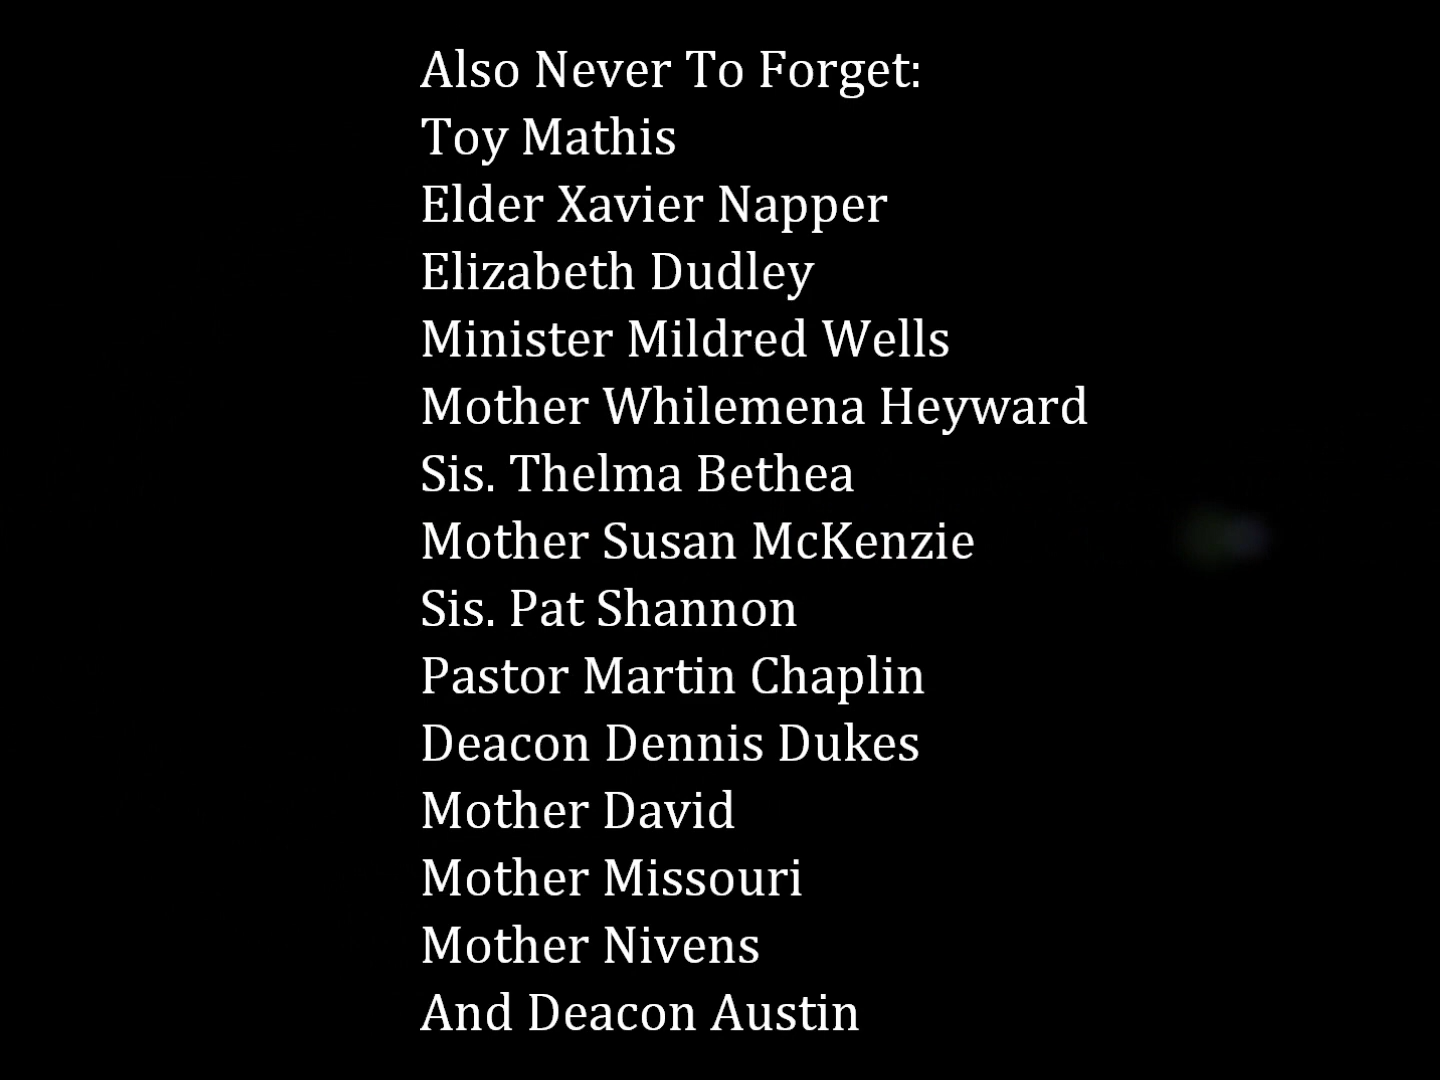 Also Never To Forget:
Toy Mathis
Elder Xavier Napper
Elizabeth Dudley
Minister Mildred Wells
Mother Whilemena Heyward
Sis. Thelma Bethea
Mother Susan McKenzie
Sis. Pat Shannon
Pastor Martin Chaplin
Deacon Dennis Dukes
Mother David
Mother Missouri
Mother Nivens
And Deacon Austin